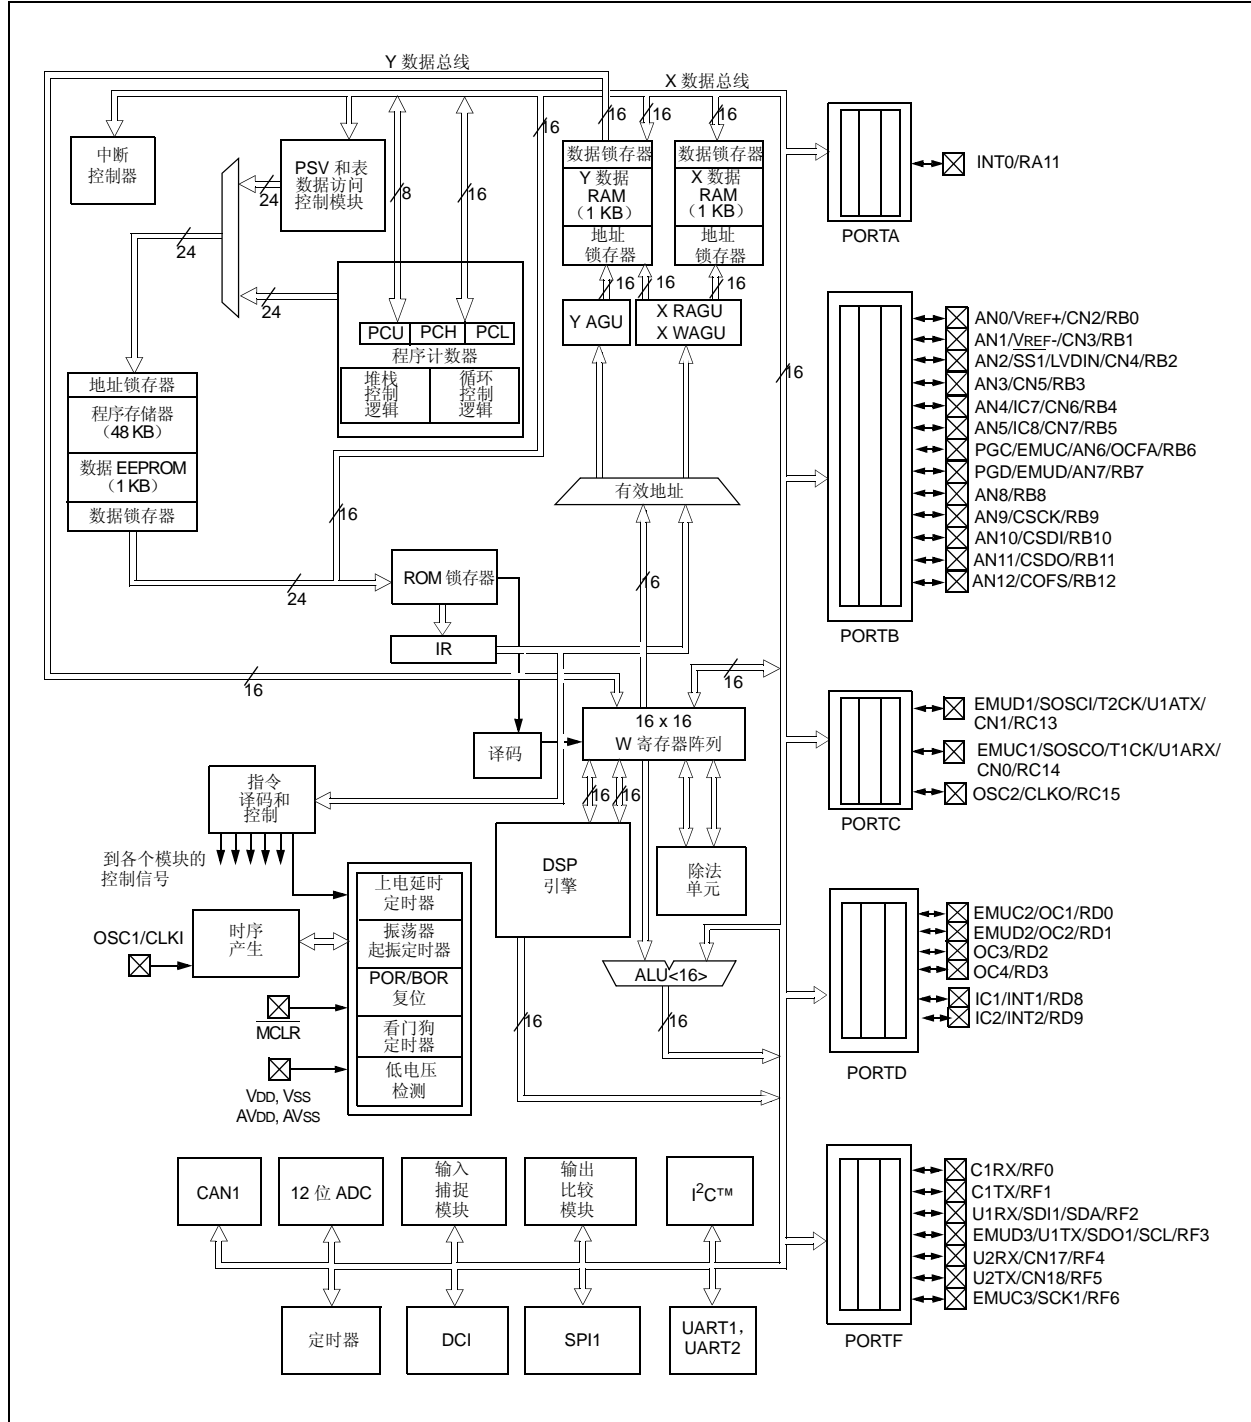 Y 数据总线
X 数据总线
16
16
16
16
中断
控制器
PSV 和表
数据访问
控制模块
24
8
16
数据锁存器
Y 数据
RAM
（1 KB）
地址
锁存器
数据锁存器
X 数据
RAM
（1 KB）
地址
锁存器
INT0/RA11
PORTA
24
24
16
16
16
Y AGU
X RAGU
X WAGU
PCU
PCH
PCL
程序计数器
堆栈
控制
逻辑
循环
控制
逻辑
16
地址锁存器
程序存储器
（48 KB）
数据 EEPROM
（1 KB）
数据锁存器
有效地址
16
24
ROM 锁存器
6
IR
16
16
AN0/VREF+/CN2/RB0
AN1/VREF-/CN3/RB1
AN2/SS1/LVDIN/CN4/RB2
AN3/CN5/RB3
AN4/IC7/CN6/RB4
AN5/IC8/CN7/RB5
PGC/EMUC/AN6/OCFA/RB6
PGD/EMUD/AN7/RB7
AN8/RB8
AN9/CSCK/RB9
AN10/CSDI/RB10
AN11/CSDO/RB11
AN12/COFS/RB12
PORTB
16 x 16
W 寄存器阵列
译码
EMUD1/SOSCI/T2CK/U1ATX/
CN1/RC13
EMUC1/SOSCO/T1CK/U1ARX/
CN0/RC14
OSC2/CLKO/RC15
PORTC
指令
译码和
控制
16
16
DSP
引擎
除法
单元
到各个模块的
控制信号
上电延时
定时器
振荡器
起振定时器
POR/BOR
复位
看门狗
定时器
低电压
检测
OSC1/CLKI
时序
产生
MCLR
VDD, VSS
AVDD, AVSS
ALU<16>
16
16
EMUC2/OC1/RD0
EMUD2/OC2/RD1
OC3/RD2
OC4/RD3
IC1/INT1/RD8
IC2/INT2/RD9
PORTD
CAN1
12 位 ADC
输入
捕捉
模块
输出
比较
模块
I2C™
定时器
DCI
SPI1
UART1，
UART2
C1RX/RF0
C1TX/RF1
U1RX/SDI1/SDA/RF2
EMUD3/U1TX/SDO1/SCL/RF3
U2RX/CN17/RF4
U2TX/CN18/RF5
EMUC3/SCK1/RF6
PORTF